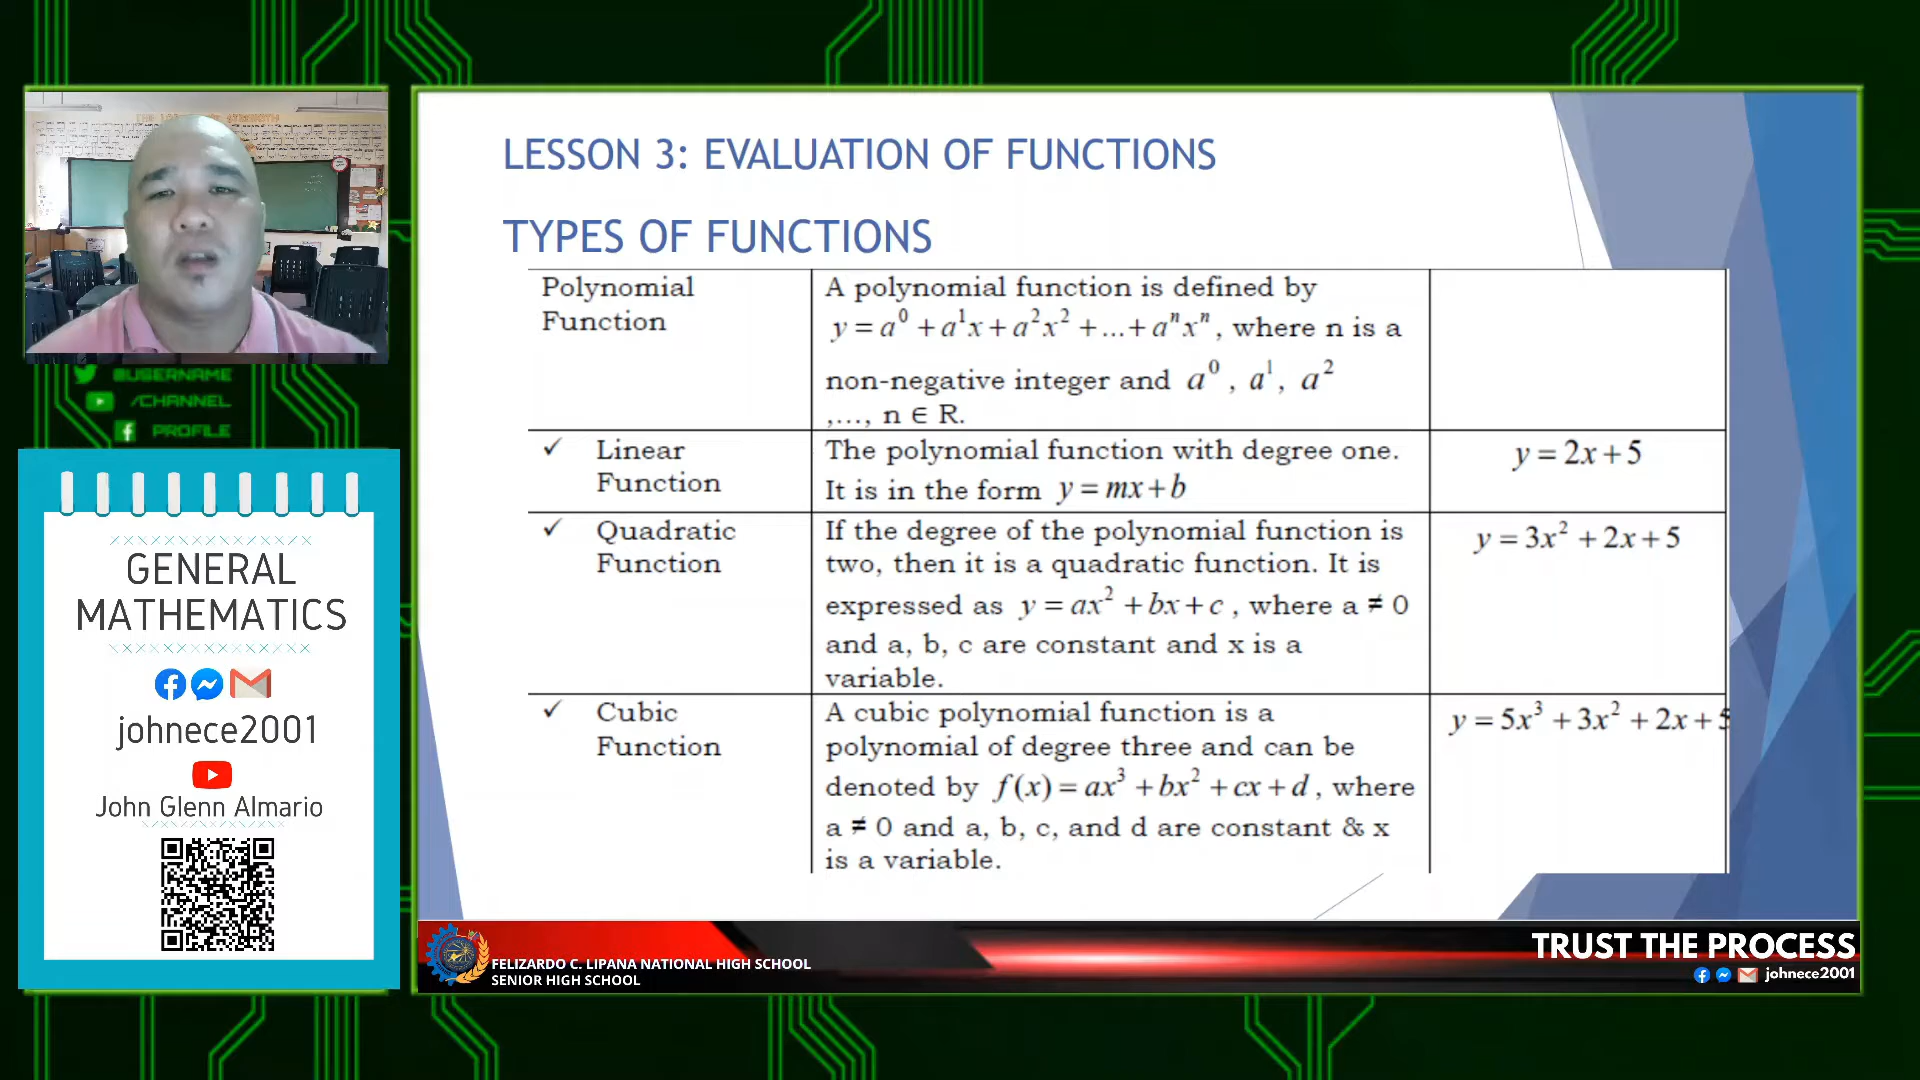 LESSON 3: EVALUATION OF FUNCTIONS
TYPES OF FUNCTIONS
Polynomial
Function
A polynomial function is defined by
y = a⁰ + a¹x + a²x² + ... + aⁿxⁿ, where n is a
non-negative integer and a⁰, a¹, a²
,..., n ∈ R.
✓ Linear
Function
The polynomial function with degree one.
It is in the form y = mx + b
y = 2x + 5
✓ Quadratic
Function
If the degree of the polynomial function is
two, then it is a quadratic function. It is
expressed as y = ax² + bx + c, where a ≠ 0
and a, b, c are constant and x is a
variable.
y = 3x² + 2x + 5
✓ Cubic
Function
A cubic polynomial function is a
polynomial of degree three and can be
denoted by f(x) = ax³ + bx² + cx + d, where
a ≠ 0 and a, b, c, and d are constant & x
is a variable.
y = 5x³ + 3x² + 2x + 5
@USERNAME
/CHANNEL
PROFILE
GENERAL
MATHEMATICS
johnece2001
John Glenn Almario
FELIZARDO C. LIPANA NATIONAL HIGH SCHOOL
SENIOR HIGH SCHOOL
TRUST THE PROCESS
johnece2001